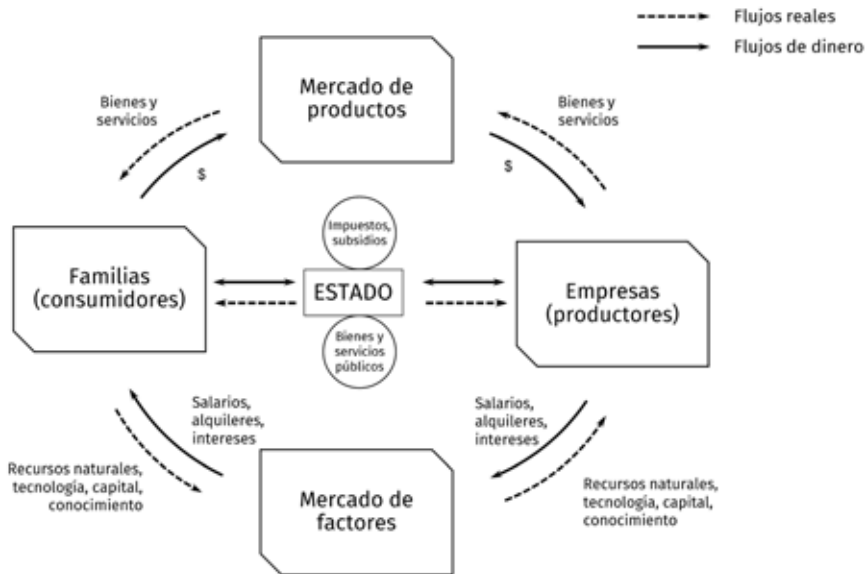 Flujos reales
Flujos de dinero
Mercado de
productos
Bienes y
servicios
Bienes y
servicios
$
$
Impuestos,
subsidios
Familias
(consumidores)
ESTADO
Empresas
(productores)
Bienes y
servicios
públicos
Salarios,
alquileres,
intereses
Salarios,
alquileres,
intereses
Recursos naturales,
tecnología, capital,
conocimiento
Mercado de
factores
Recursos naturales,
tecnología, capital,
conocimiento